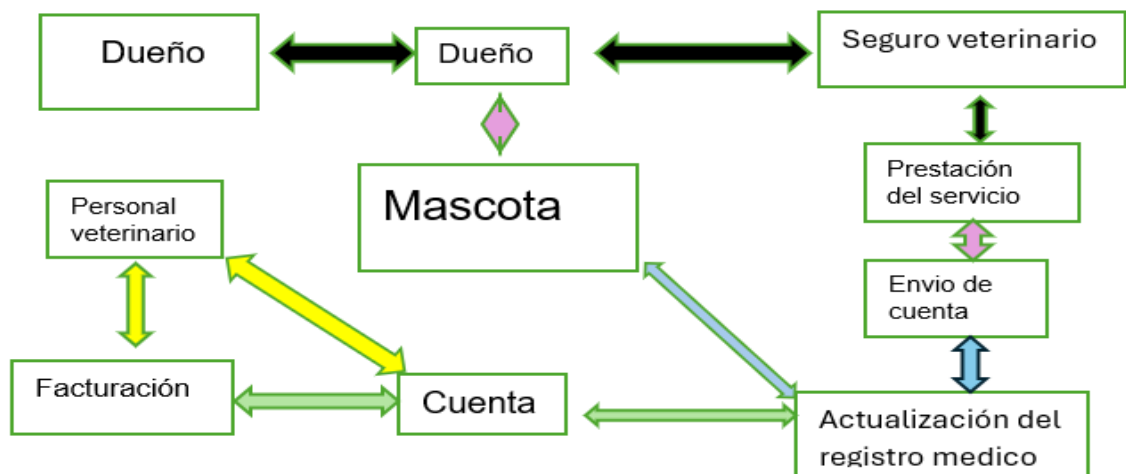 Dueño
Dueño
Seguro veterinario
Prestación
del servicio
Mascota
Personal
veterinario
Envio de
cuenta
Facturación
Cuenta
Actualización del
registro medico